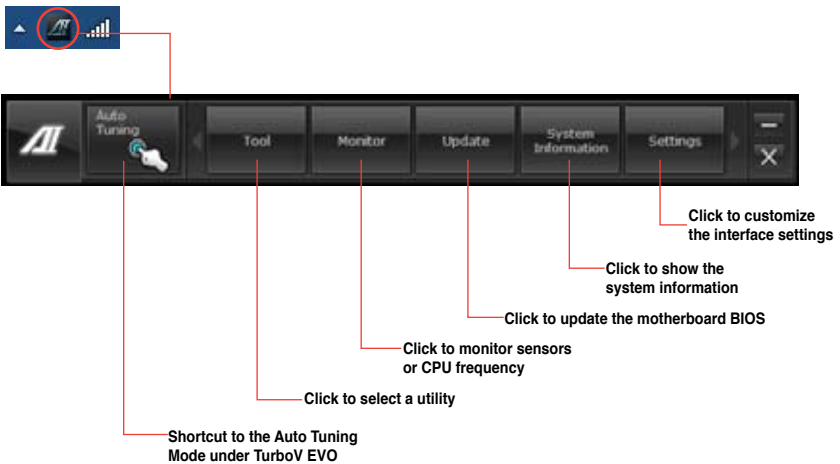 Auto
Tuning
Tool
Monitor
Update
System
Information
Settings
Click to customize
the interface settings
Click to show the
system information
Click to update the motherboard BIOS
Click to monitor sensors
or CPU frequency
Click to select a utility
Shortcut to the Auto Tuning
Mode under TurboV EVO